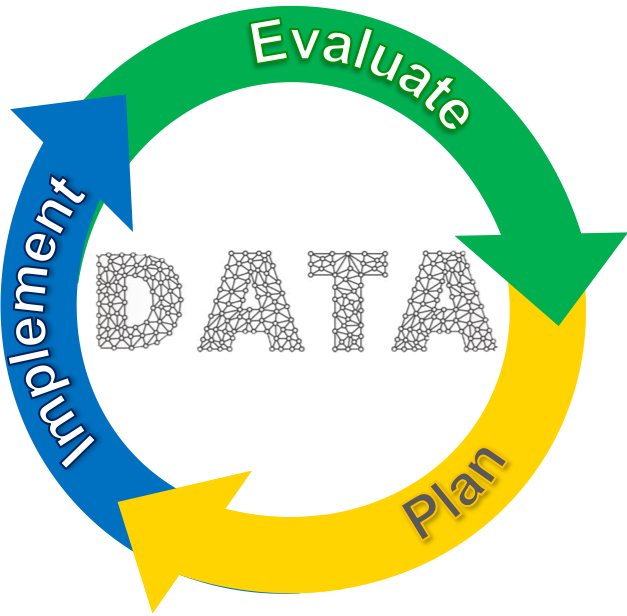 Evaluate
Implement
DATA
Plan